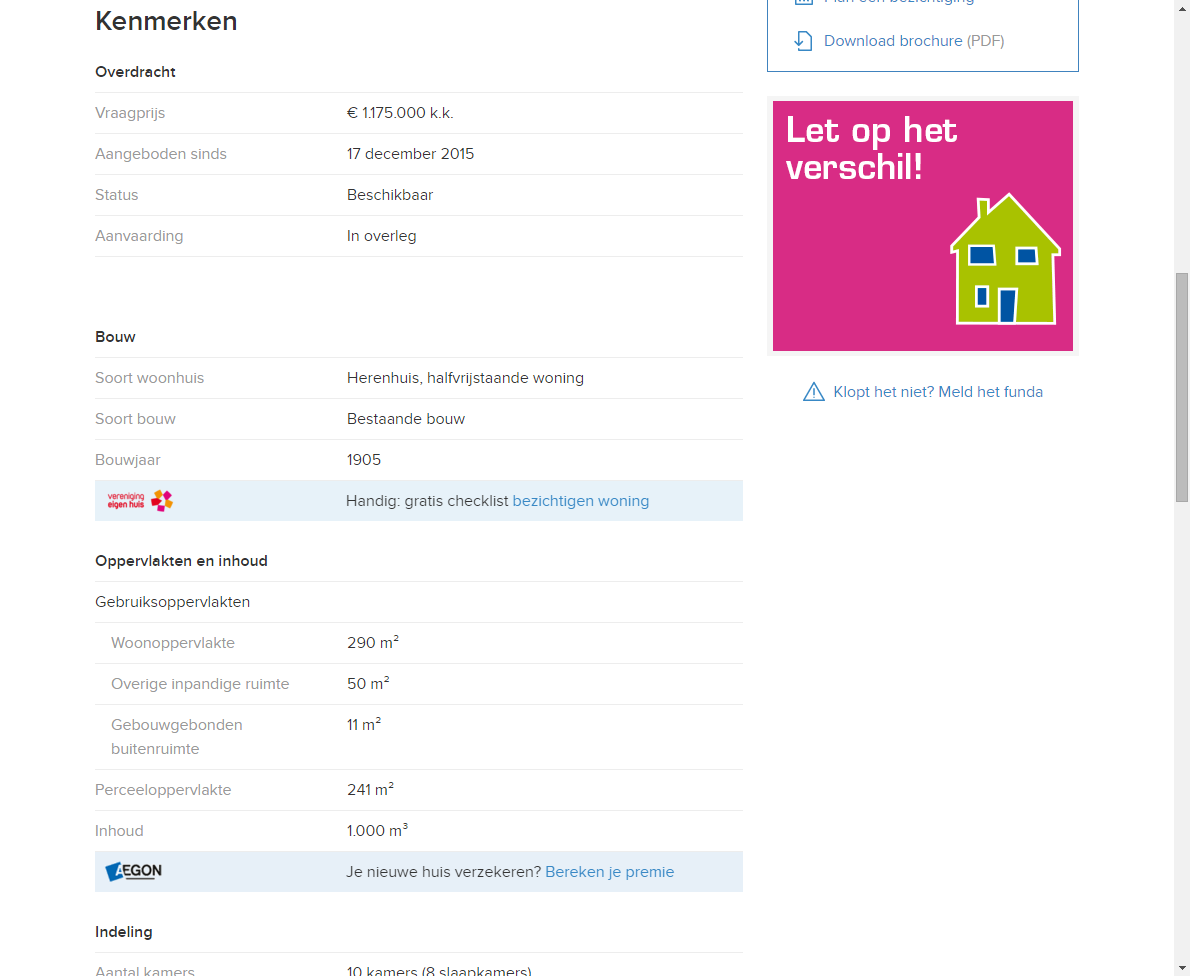 Kenmerken
Overdracht
Vraagprijs € 1.175.000 k.k.
Aangeboden sinds 17 december 2015
Status Beschikbaar
Aanvaarding In overleg
Bouw
Soort woonhuis Herenhuis, halfvrijstaande woning
Soort bouw Bestaande bouw
Bouwjaar 1905
vereniging
eigen huis
Handig: gratis checklist bezichtigen woning
Oppervlakten en inhoud
Gebruiksoppervlakten
Woonoppervlakte 290 m²
Overige inpandige ruimte 50 m²
Gebouwgebonden 11 m²
buitenruimte
Perceeloppervlakte 241 m²
Inhoud 1.000 m³
AEGON Je nieuwe huis verzekeren? Bereken je premie
Indeling
Aantal kamers 10 kamers (8 slaapkamers)
Plan een bezichtiging
Download brochure (PDF)
Let op het
verschil!
Klopt het niet? Meld het funda